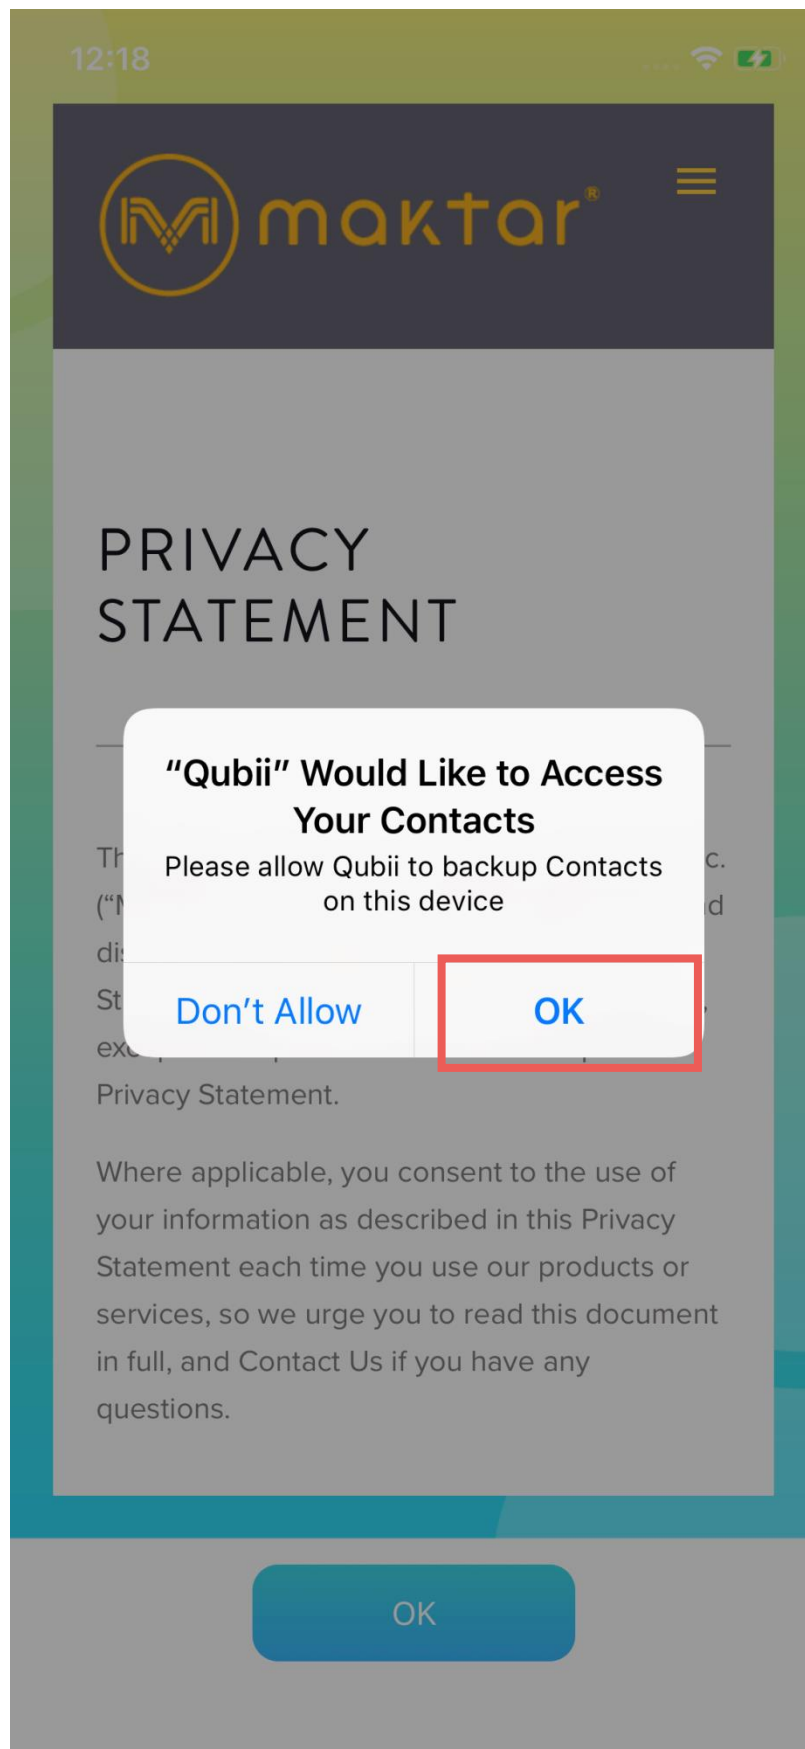 12:18
maktar®
PRIVACY
STATEMENT
“Qubii” Would Like to Access
Your Contacts
Please allow Qubii to backup Contacts
on this device
Don’t Allow OK
Privacy Statement.
Where applicable, you consent to the use of
your information as described in this Privacy
Statement each time you use our products or
services, so we urge you to read this document
in full, and Contact Us if you have any
questions.
OK